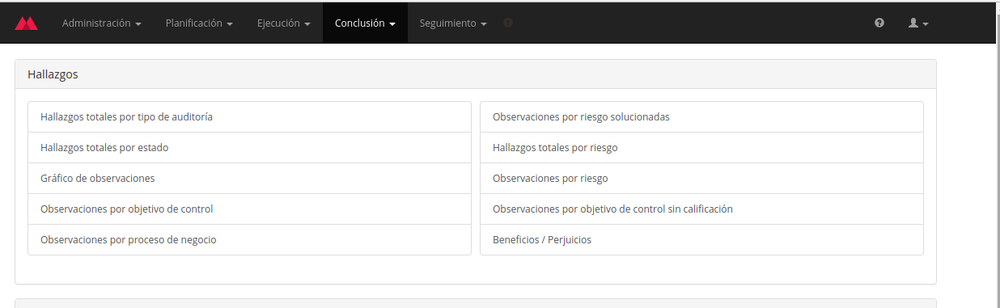 Administración Planificación Ejecución Conclusión Seguimiento
Hallazgos
Hallazgos totales por tipo de auditoría
Hallazgos totales por estado
Gráfico de observaciones
Observaciones por objetivo de control
Observaciones por proceso de negocio
Observaciones por riesgo solucionadas
Hallazgos totales por riesgo
Observaciones por riesgo
Observaciones por objetivo de control sin calificación
Beneficios / Perjuicios